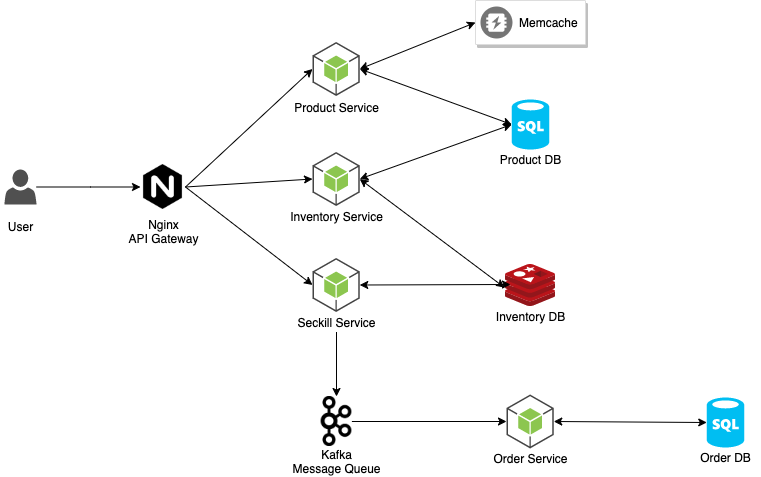 Memcache
Product Service
SQL
Product DB
N
User
Nginx
API Gateway
Inventory Service
Seckill Service
Inventory DB
SQL
Kafka
Message Queue
Order Service
Order DB